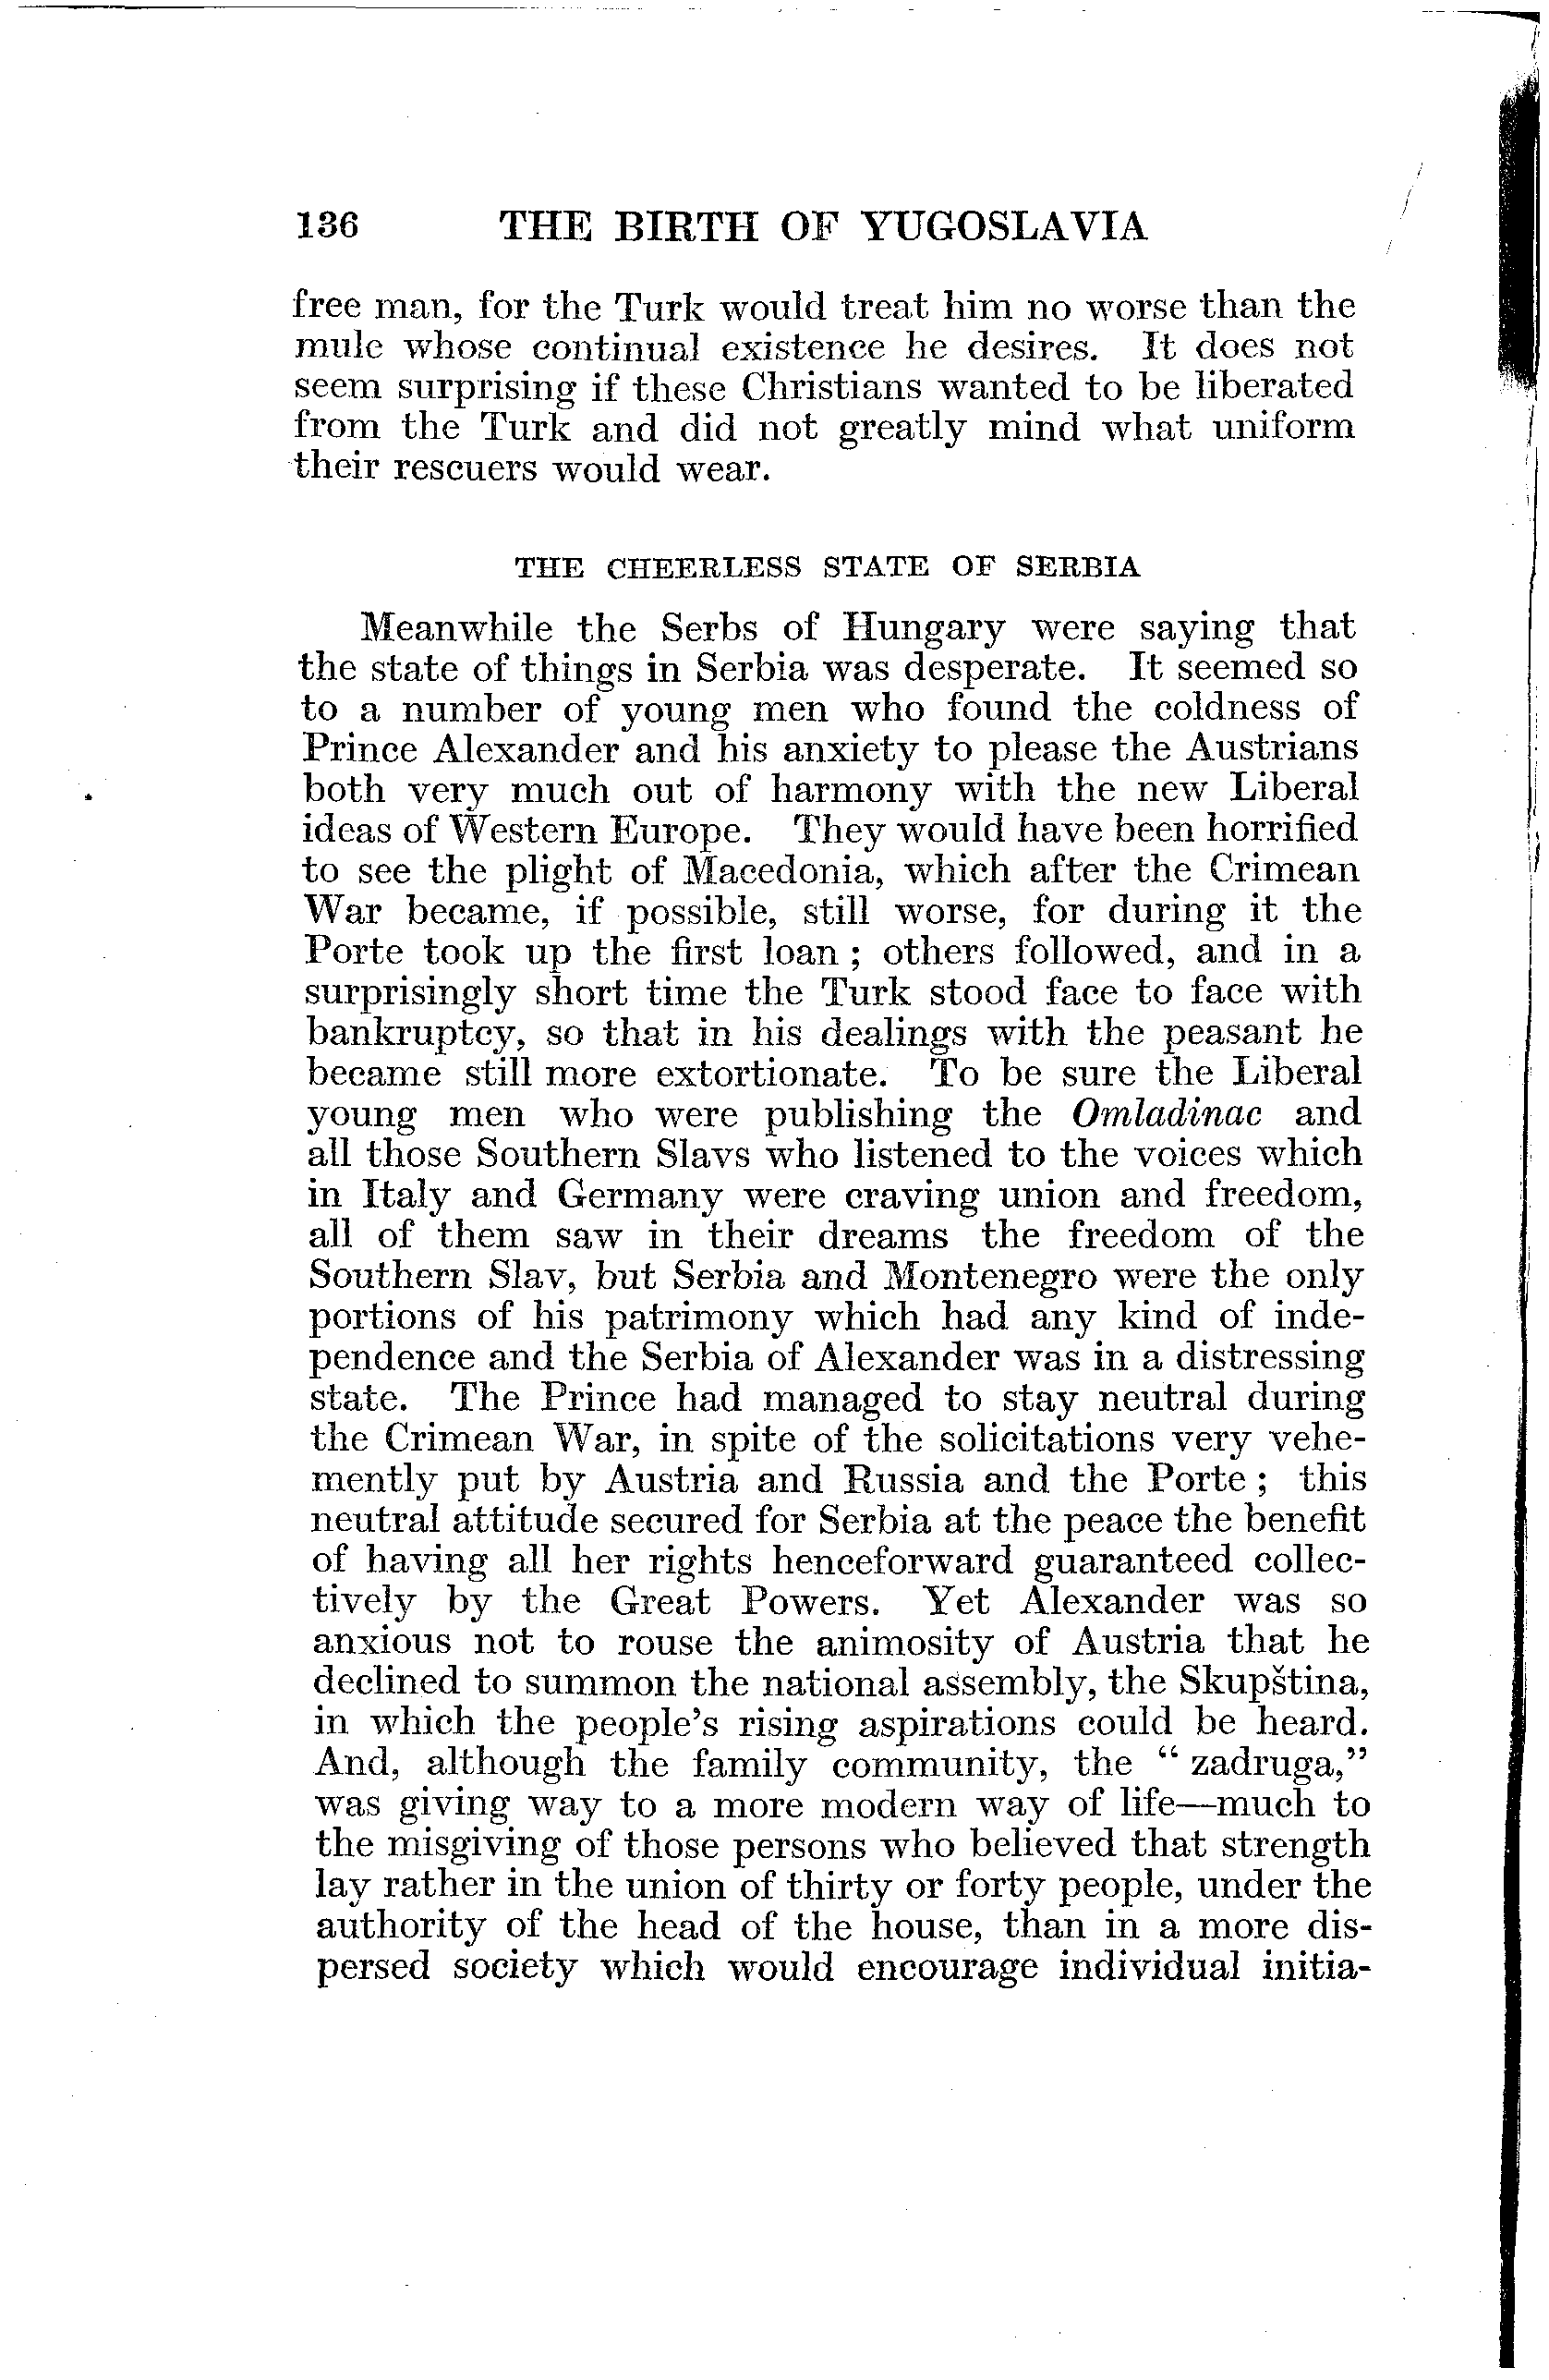 136 THE BIRTH OF YUGOSLAVIA
free man, for the Turk would treat him no worse than the
mule whose continual existence he desires. It does not
seem surprising if these Christians wanted to be liberated
from the Turk and did not greatly mind what uniform
their rescuers would wear.
THE CHEERLESS STATE OF SERBIA
Meanwhile the Serbs of Hungary were saying that
the state of things in Serbia was desperate. It seemed so
to a number of young men who found the coldness of
Prince Alexander and his anxiety to please the Austrians
both very much out of harmony with the new Liberal
ideas of Western Europe. They would have been horrified
to see the plight of Macedonia, which after the Crimean
War became, if possible, still worse, for during it the
Porte took up the first loan ; others followed, and in a
surprisingly short time the Turk stood face to face with
bankruptcy, so that in his dealings with the peasant he
became still more extortionate. To be sure the Liberal
young men who were publishing the Omladinac and
all those Southern Slavs who listened to the voices which
in Italy and Germany were craving union and freedom,
all of them saw in their dreams the freedom of the
Southern Slav, but Serbia and Montenegro were the only
portions of his patrimony which had any kind of inde-
pendence and the Serbia of Alexander was in a distressing
state. The Prince had managed to stay neutral during
the Crimean War, in spite of the solicitations very vehe-
mently put by Austria and Russia and the Porte ; this
neutral attitude secured for Serbia at the peace the benefit
of having all her rights henceforward guaranteed collec-
tively by the Great Powers. Yet Alexander was so
anxious not to rouse the animosity of Austria that he
declined to summon the national assembly, the Skupština,
in which the people's rising aspirations could be heard.
And, although the family community, the " zadruga,"
was giving way to a more modern way of life—much to
the misgiving of those persons who believed that strength
lay rather in the union of thirty or forty people, under the
authority of the head of the house, than in a more dis-
persed society which would encourage individual initia-